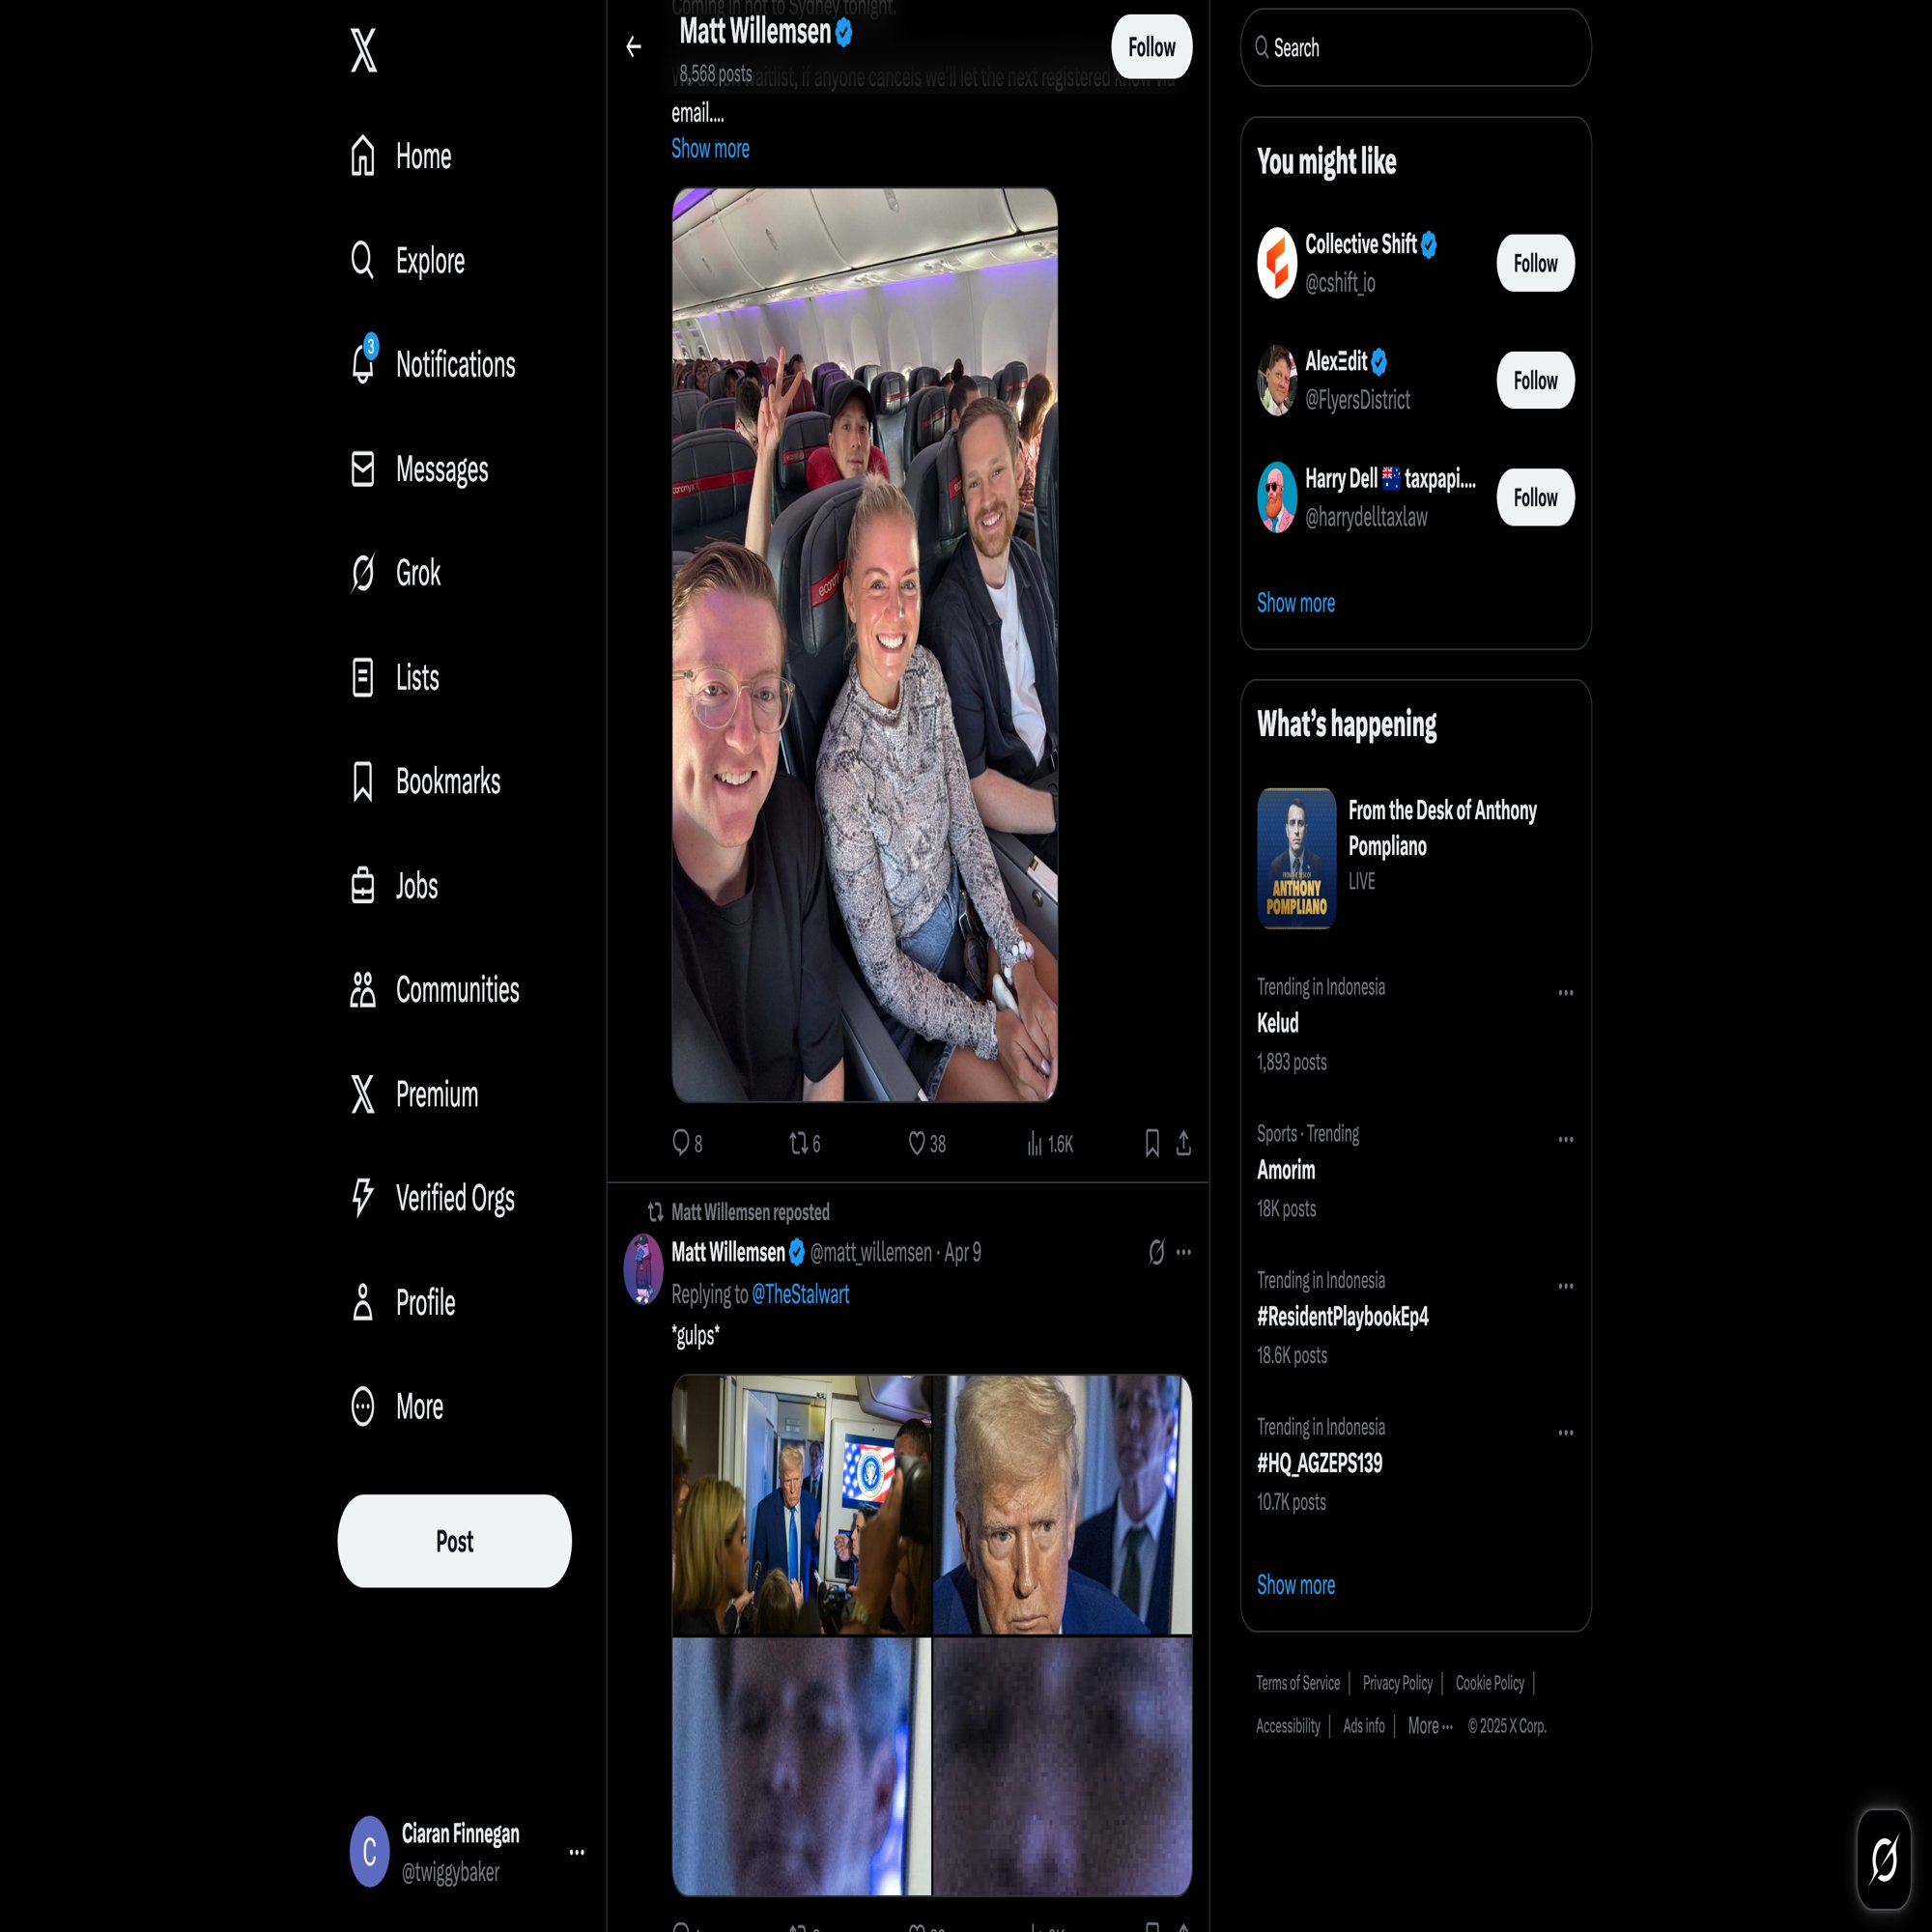 Home
Explore
3
Notifications
Messages
Grok
Lists
Bookmarks
Jobs
Communities
Premium
Verified Orgs
Profile
More
Post
C
Ciaran Finnegan
@twiggybaker
Coming in hot to Sydney tonight.
Matt Willemsen
8,568 posts
Follow
waitlist, if anyone cancels we'll let the next registered know via
email....
Show more
economy x
economy
8
6
38
1.6K
Matt Willemsen reposted
Matt Willemsen @matt_willemsen · Apr 9
Replying to @TheStalwart
*gulps*
Search
You might like
Collective Shift
@cshift_io
Follow
AlexΞdit
@FlyersDistrict
Follow
Harry Dell 🇦🇺 taxpapi....
@harrydelltaxlaw
Follow
Show more
What's happening
ANTHONY
POMPLIANO
From the Desk of Anthony
Pompliano
LIVE
Trending in Indonesia
Kelud
1,893 posts
Sports · Trending
Amorim
18K posts
Trending in Indonesia
#ResidentPlaybookEp4
18.6K posts
Trending in Indonesia
#HQ_AGZEPS139
10.7K posts
Show more
Terms of Service | Privacy Policy | Cookie Policy |
Accessibility | Ads info | More ··· © 2025 X Corp.